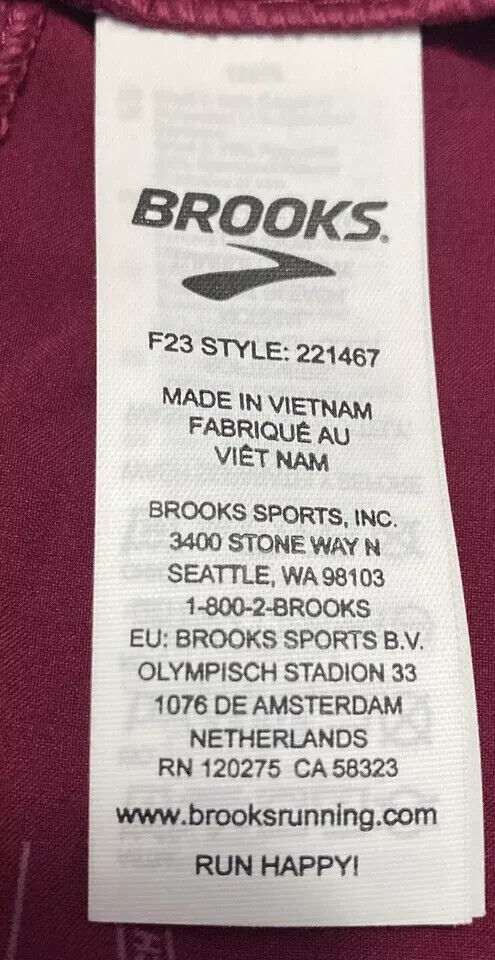 BROOKS®
F23 STYLE: 221467
MADE IN VIETNAM
FABRIQUÉ AU
VIÊT NAM
BROOKS SPORTS, INC.
3400 STONE WAY N
SEATTLE, WA 98103
1-800-2-BROOKS
EU: BROOKS SPORTS B.V.
OLYMPISCH STADION 33
1076 DE AMSTERDAM
NETHERLANDS
RN 120275 CA 58323
www.brooksrunning.com
RUN HAPPY!